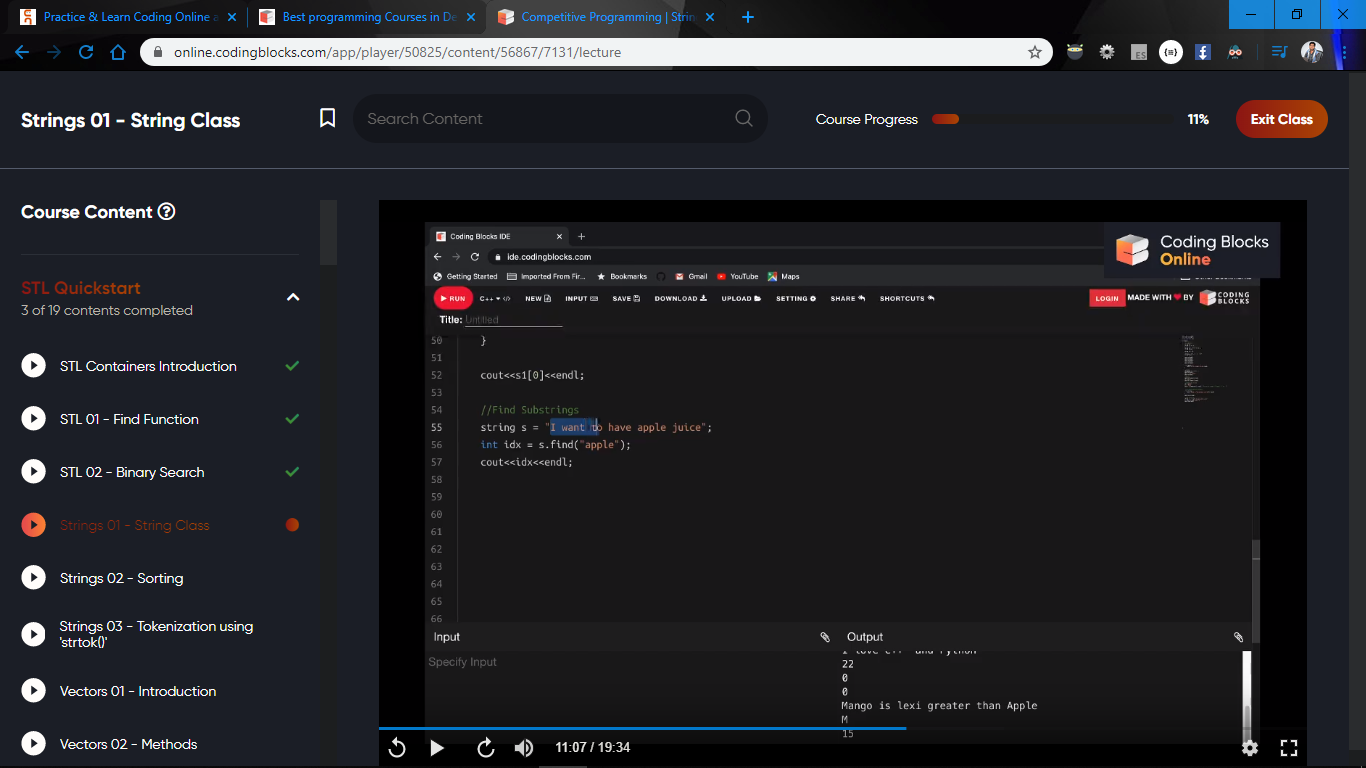 Practice & Learn Coding Online a
Best programming Courses in De
Competitive Programming | Strin
online.codingblocks.com/app/player/50825/content/56867/7131/lecture
ES
Strings 01 - String Class
Search Content
Course Progress
11%
Exit Class
Course Content
STL Quickstart
3 of 19 contents completed
STL Containers Introduction
STL 01 - Find Function
STL 02 - Binary Search
Strings 01 - String Class
Strings 02 - Sorting
Strings 03 - Tokenization using
'strtok()'
Vectors 01 - Introduction
Vectors 02 - Methods
Coding Blocks IDE
ide.codingblocks.com
Coding Blocks
Online
Getting Started
Imported From Fir...
Bookmarks
Gmail
YouTube
Maps
RUN
C++
NEW
INPUT
SAVE
DOWNLOAD
UPLOAD
SETTING
SHARE
SHORTCUTS
LOGIN
MADE WITH
BY
CODING
BLOCKS
Title: Untitled
50 }
51
52 cout<<s1[0]<<endl;
53
54 //Find Substrings
55 string s = "I want to have apple juice";
56 int idx = s.find("apple");
57 cout<<idx<<endl;
58
59
60
61
62
63
64
65
66
Input
Output
Specify Input
22
0
0
Mango is lexi greater than Apple
M
15
11:07 / 19:34